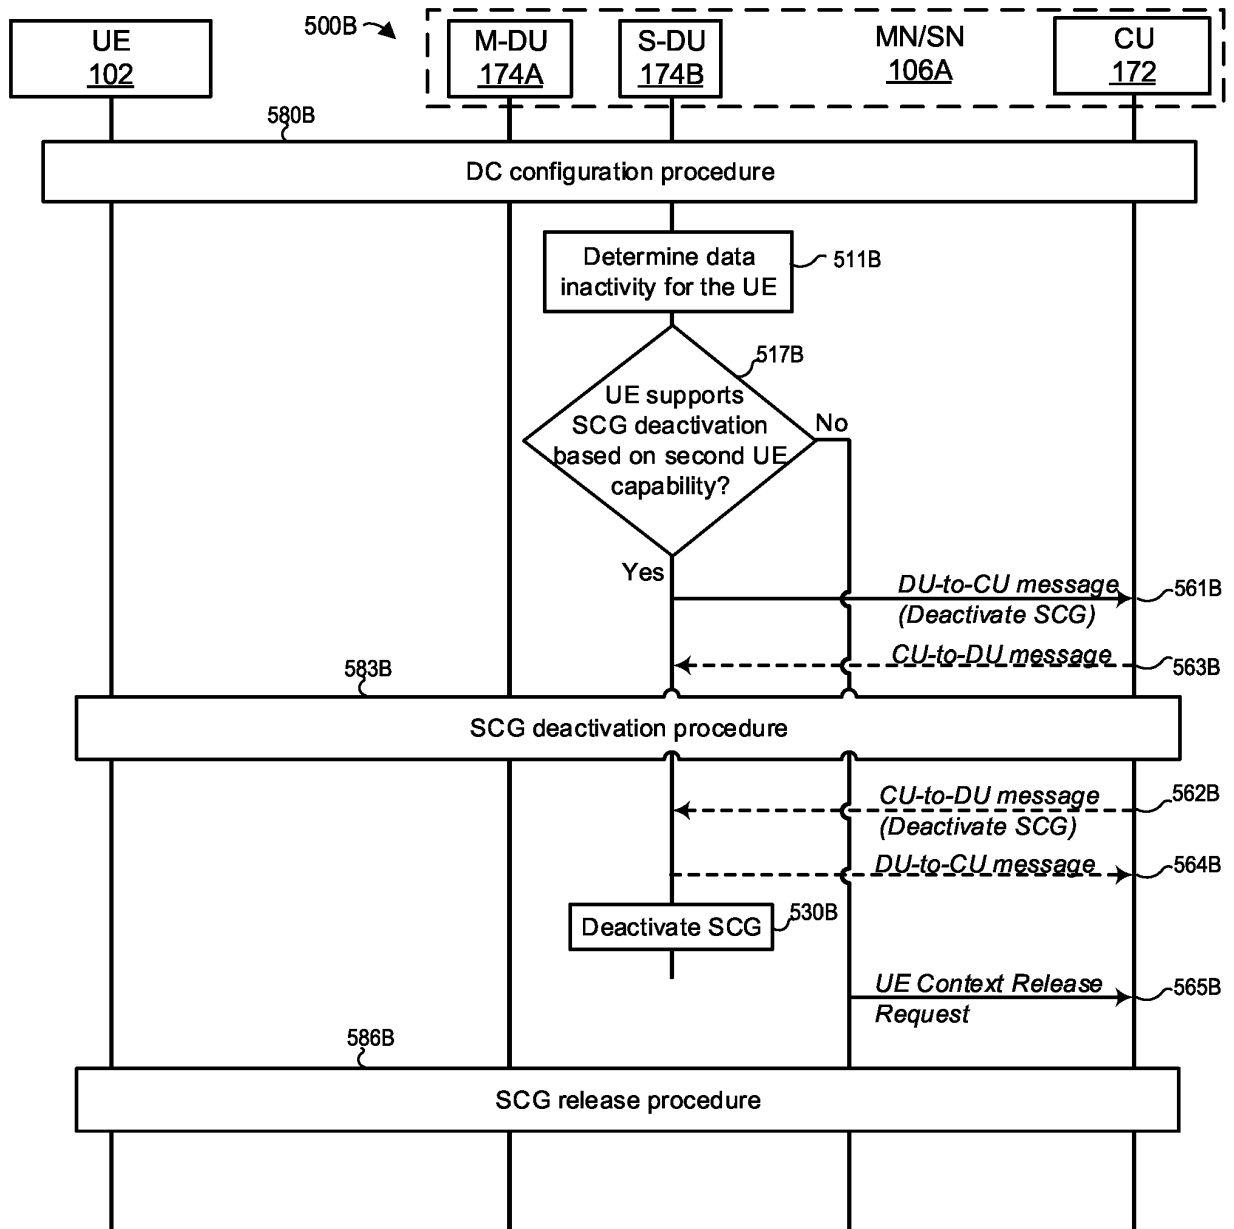 500B
UE
102
M-DU
174A
S-DU
174B
MN/SN
106A
CU
172
580B
DC configuration procedure
Determine data
inactivity for the UE
511B
517B
UE supports
SCG deactivation
based on second UE
capability?
No
Yes
DU-to-CU message
(Deactivate SCG)
561B
CU-to-DU message
563B
583B
SCG deactivation procedure
CU-to-DU message
(Deactivate SCG)
562B
DU-to-CU message
564B
Deactivate SCG
530B
UE Context Release
Request
565B
586B
SCG release procedure